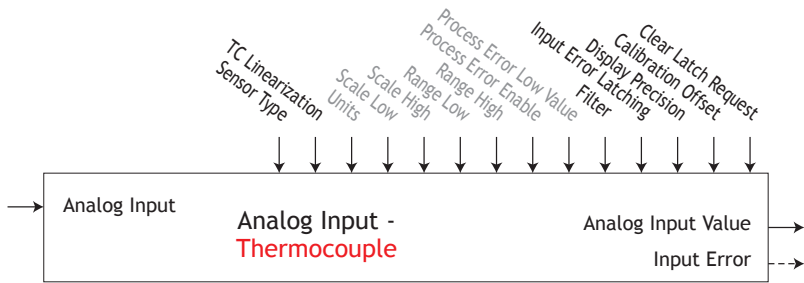 Sensor Type
TC Linearization
Units
Scale Low
Scale High
Range Low
Range High
Process Error Enable
Process Error Low Value
Filter
Input Error Latching
Display Precision
Calibration Offset
Clear Latch Request
Analog Input
Analog Input -
Thermocouple
Analog Input Value
Input Error